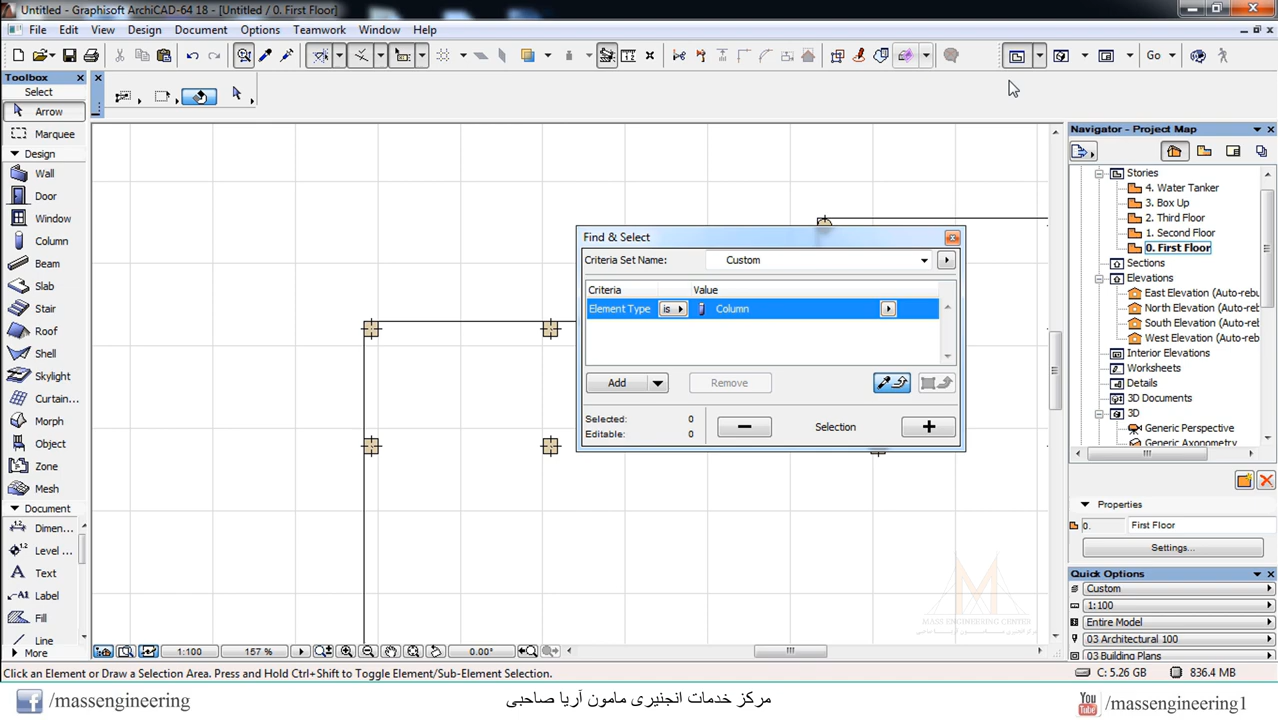 Untitled - Graphisoft ArchiCAD-64 18 - [Untitled / 0. First Floor]
File Edit View Design Document Options Teamwork Window Help
Go
Toolbox
Select
Arrow
Marquee
Design
Wall
Door
Window
Column
Beam
Slab
Stair
Roof
Shell
Skylight
Curtain...
Morph
Object
Zone
Mesh
Document
Dimen...
Level ...
Text
Label
Fill
Line
More
Find & Select
Criteria Set Name: Custom
Criteria Value
Element Type is Column
Add Remove
Selected: 0
Editable: 0
Selection
MASS ENGINEERING CENTER
Navigator - Project Map
Stories
4. Water Tanker
3. Box Up
2. Third Floor
1. Second Floor
0. First Floor
Sections
Elevations
East Elevation (Auto-reb
North Elevation (Auto-reb
South Elevation (Auto-reb
West Elevation (Auto-reb
Interior Elevations
Worksheets
Details
3D Documents
3D
Generic Perspective
Generic Axonometry
Properties
0. First Floor
Settings...
Quick Options
Custom
1:100
Entire Model
03 Architectural 100
03 Building Plans
1:100 157 % 0.00°
Click an Element or Draw a Selection Area. Press and Hold Ctrl+Shift to Toggle Element/Sub-Element Selection.
C: 5.26 GB 836.4 MB
/massengineering
مرکز خدمات انجنیری مامون آریا صاحبی
You Tube /massengineering1